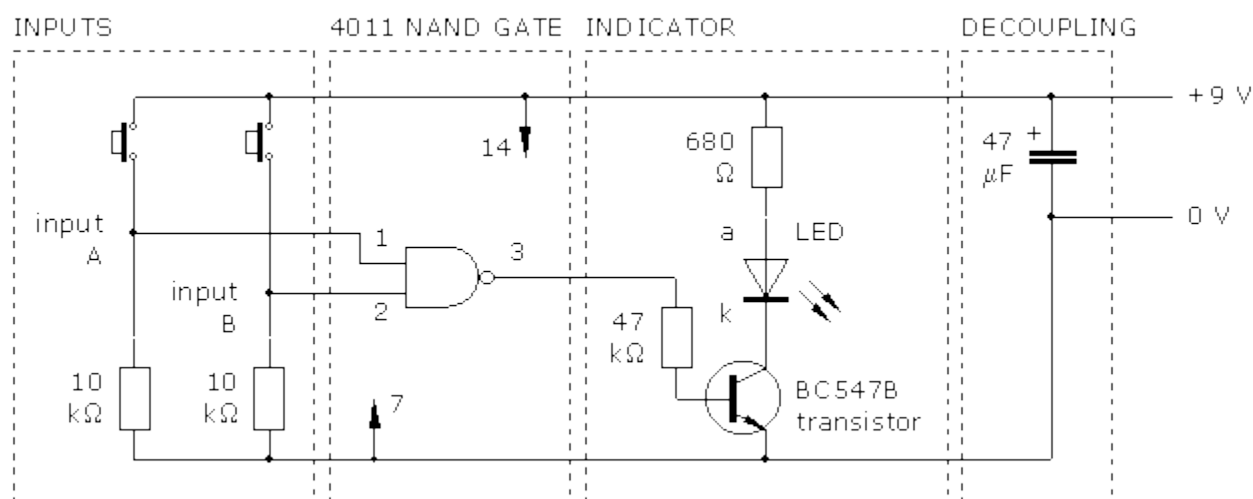 INPUTS
4011 NAND GATE
INDICATOR
DECOUPLING
+9 V
14
680
Ω
47
μF
+
0 V
input
A
1
3
a
LED
input
B
2
k
47
kΩ
10
kΩ
10
kΩ
7
BC547B
transistor